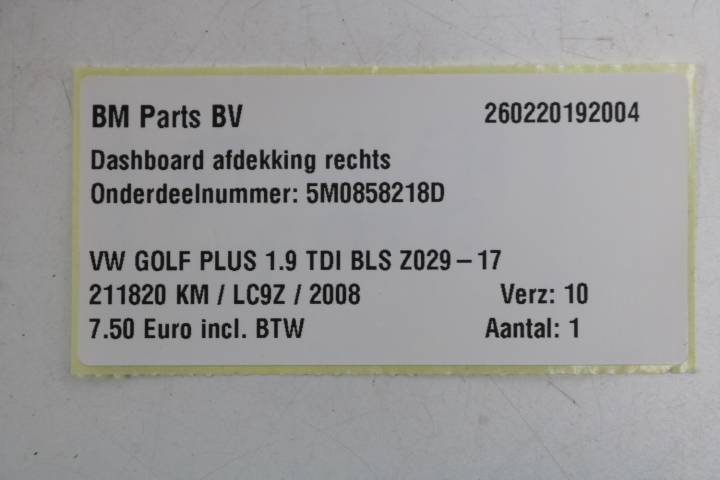 BM Parts BV 260220192004
Dashboard afdekking rechts
Onderdeelnummer: 5M0858218D
VW GOLF PLUS 1.9 TDI BLS Z029-17
211820 KM / LC9Z / 2008 Verz: 10
7.50 Euro incl. BTW Aantal: 1